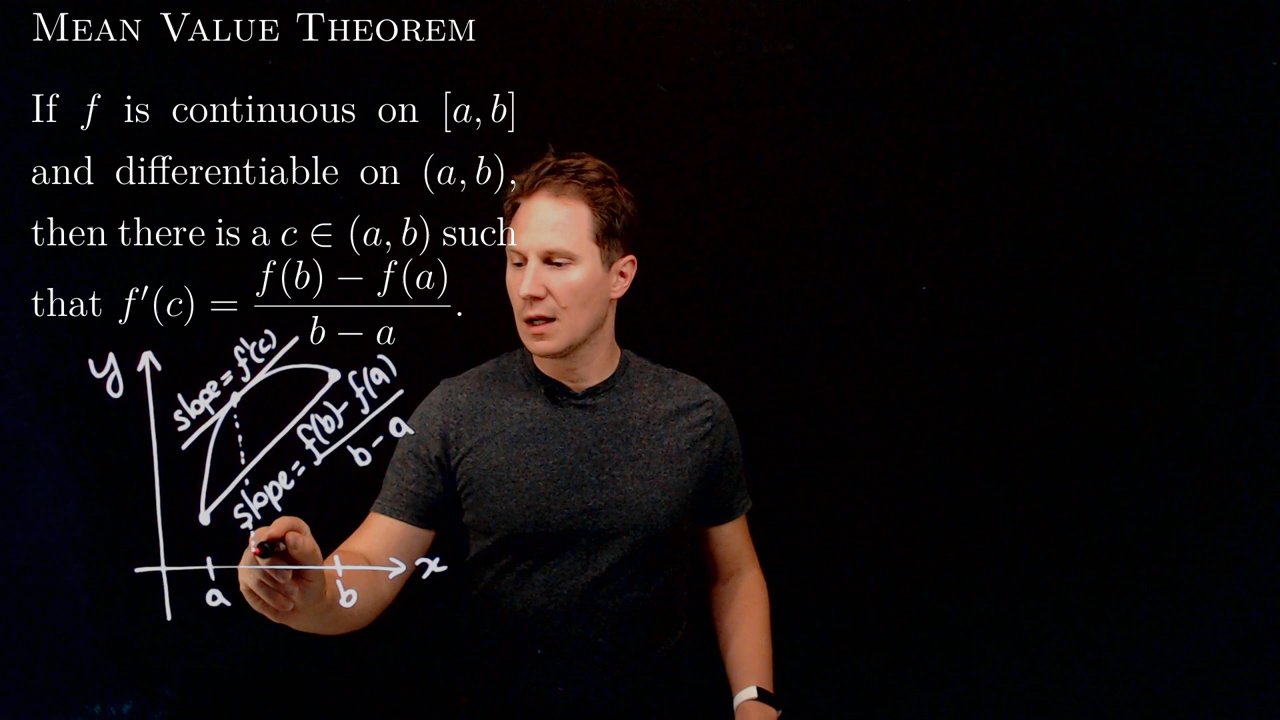 MEAN VALUE THEOREM
If f is continuous on [a, b]
and differentiable on (a, b),
then there is a c ∈ (a, b) such
that f′(c) = f(b) − f(a) / b − a.
y
slope = f'(c)
slope = f(b) - f(a) / b - a
x
a
b